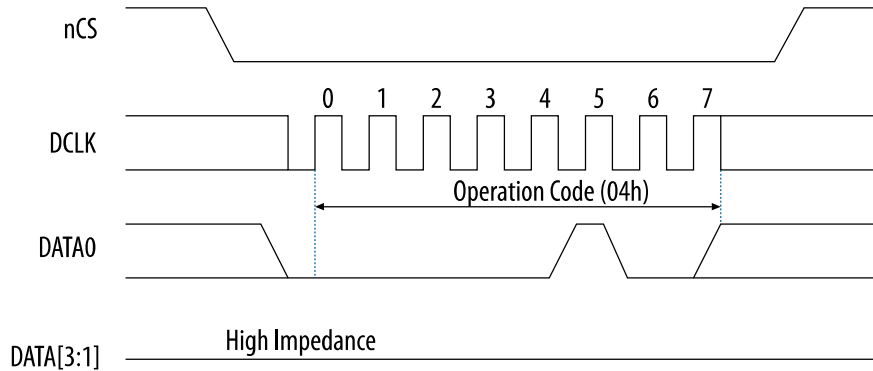 nCS
0 1 2 3 4 5 6 7
DCLK
Operation Code (04h)
DATA0
High Impedance
DATA[3:1]